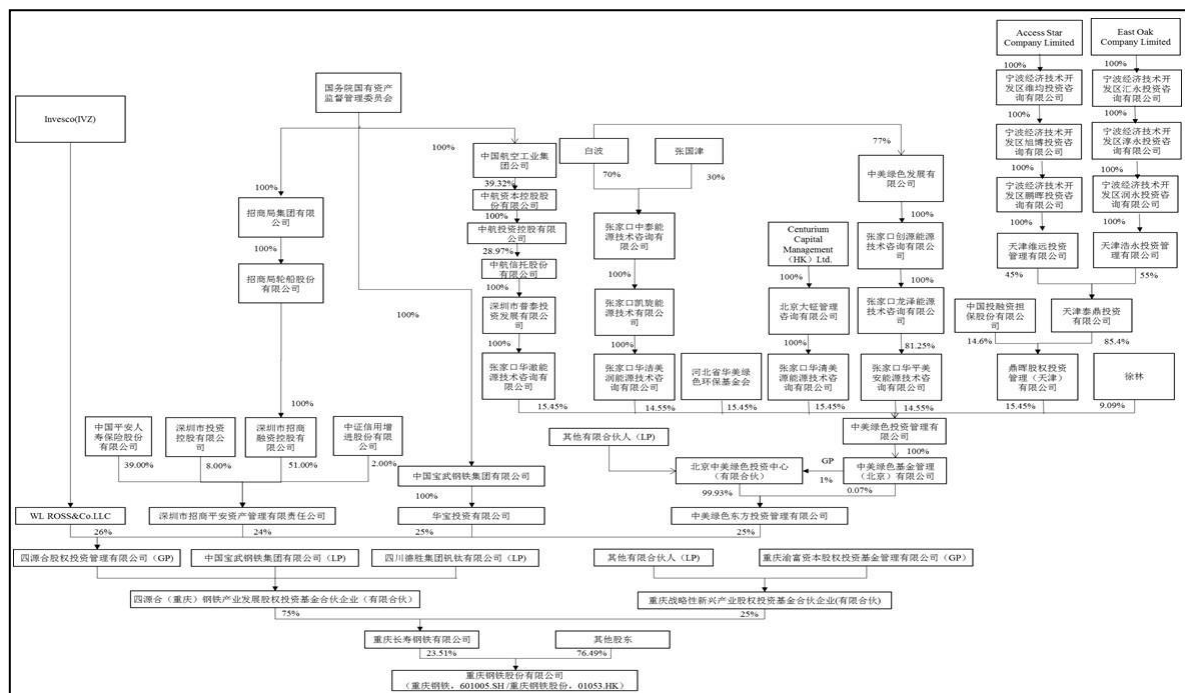 Access Star
Company Limited
East Oak
Company Limited
100%
100%
国务院国有资产
监督管理委员会
宁波经济技术开
发区维均投资咨
询有限公司
宁波经济技术开
发区汇永投资咨
询有限公司
Invesco(IVZ)
100%
100%
100%
100%
中国航空工业集
团公司
白波
张国津
77%
宁波经济技术开
发区旭博投资咨
询有限公司
宁波经济技术开
发区淳永投资咨
询有限公司
39.32%
70%
30%
中美绿色发展有
限公司
100%
100%
100%
中航资本控股股
份有限公司
宁波经济技术开
发区鹏晖投资咨
询有限公司
宁波经济技术开
发区润永投资咨
询有限公司
招商局集团有限
公司
100%
中航投资控股有限
公司
张家口中泰能
源技术咨询有
限公司
Centurium
Capital
Management
（HK）Ltd.
100%
张家口创源能源
技术咨询有限公
司
100%
100%
天津维远投资
管理有限公司
天津浩永投资管
理有限公司
100%
28.97%
中航信托股份
有限公司
100%
100%
100%
45%
55%
招商局轮船股份
有限公司
100%
深圳市普泰投
资发展有限公司
张家口凯旋能
源技术有限公
司
北京大钲管理
咨询有限公司
张家口龙泽能源
技术咨询有限公
司
中国投融资担
保股份有限公司
天津泰鼎投资
有限公司
100%
100%
100%
100%
81.25%
14.6%
85.4%
张家口华澈能
源技术咨询有
限公司
张家口华洁美
润能源技术咨
询有限公司
河北省华美绿
色环保基金会
张家口华清美
源能源技术咨
询有限公司
张家口华平美
安能源技术咨
询有限公司
鼎晖股权投资
管理（天津）
有限公司
徐林
100%
15.45%
14.55%
15.45%
15.45%
14.55%
15.45%
9.09%
中国平安人
寿保险股份
有限公司
深圳市投资
控股有限公
司
深圳市招商
融资控股有
限公司
中证信用增
进股份有限
公司
其他有限合伙人（LP）
中美绿色投资管理有
限公司
39.00%
8.00%
51.00%
2.00%
100%
中国宝武钢铁集团有限公
司
北京中美绿色投资中心
（有限合伙）
GP
1%
中美绿色基金管理
（北京）有限公司
100%
99.93%
0.07%
WL ROSS&Co.LLC
深圳市招商平安资产管理有限责任公司
华宝投资有限公司
中美绿色东方投资管理有限公司
26%
24%
25%
25%
四源合股权投资管理有限公司（GP）
中国宝武钢铁集团有限公司（LP）
四川德胜集团钒钛有限公司（LP）
其他有限合伙人（LP）
重庆渝富资本股权投资基金管理有限公司（GP）
四源合（重庆）钢铁产业发展股权投资基金合伙企业（有限合伙）
重庆战略性新兴产业股权投资基金合伙企业(有限合伙)
75%
25%
重庆长寿钢铁有限公司
其他股东
23.51%
76.49%
重庆钢铁股份有限公司
（重庆钢铁，601005.SH /重庆钢铁股份，01053.HK）